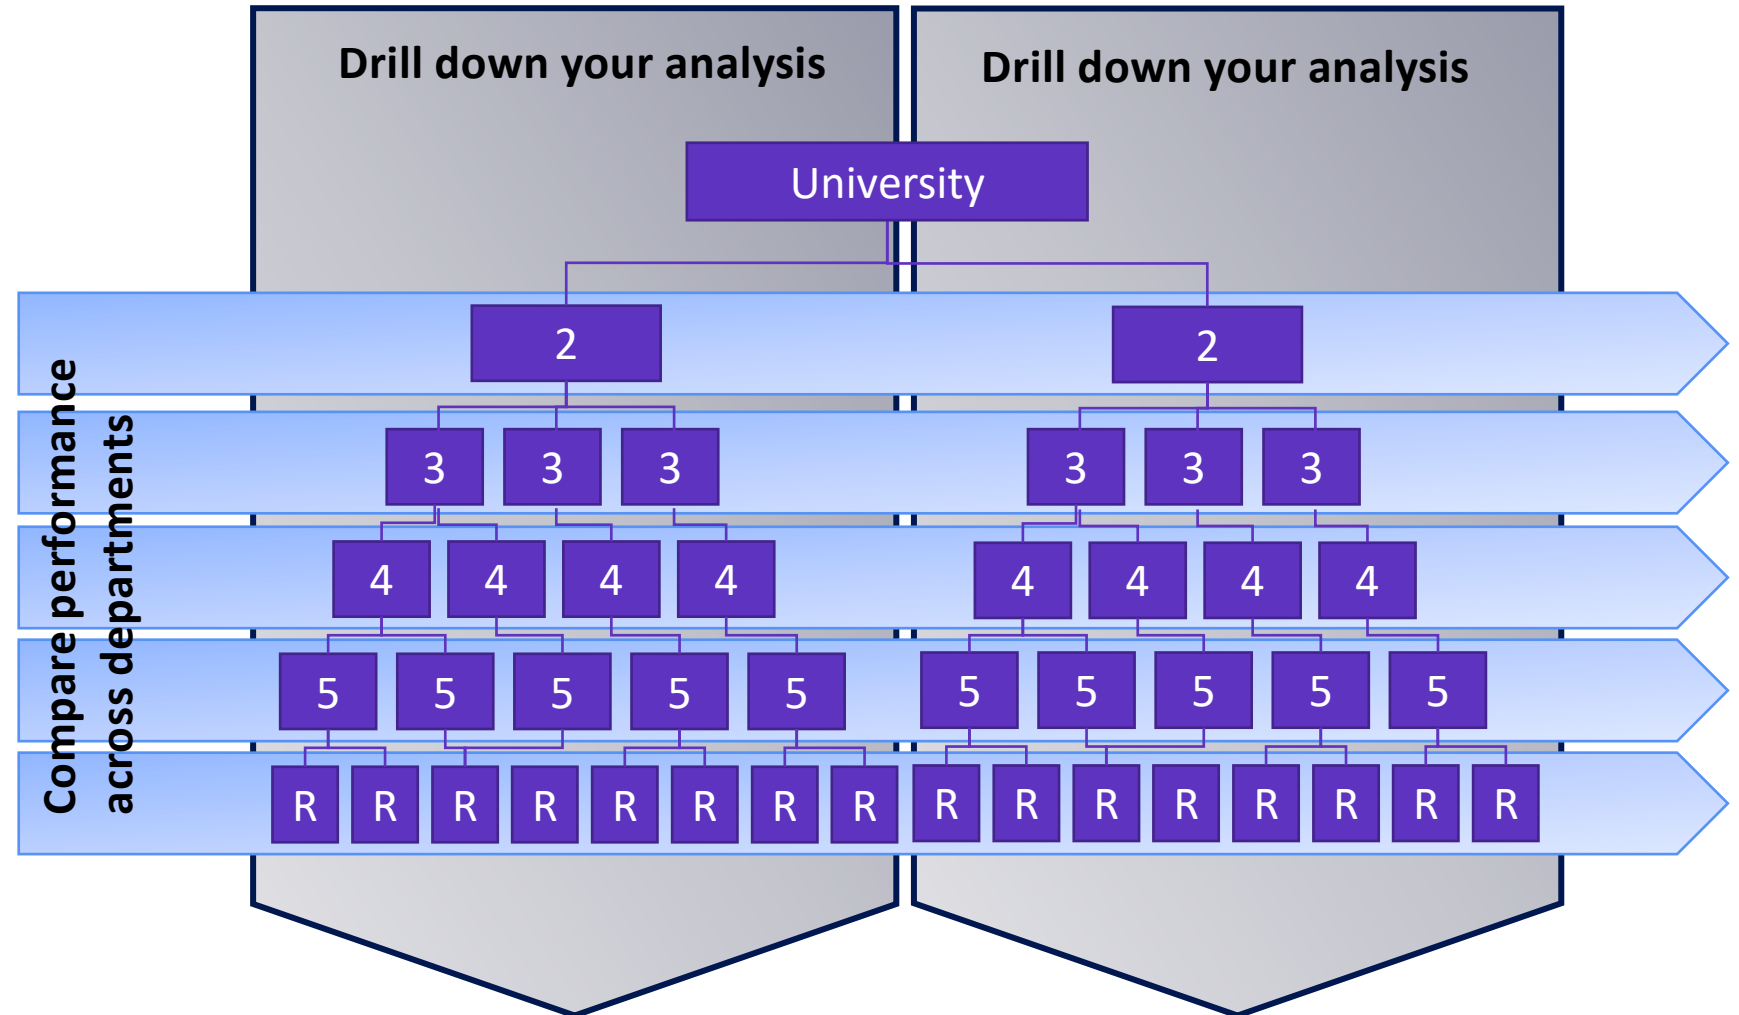 Drill down your analysis
Drill down your analysis
University
2 2
3 3 3 3 3 3
4 4 4 4 4 4 4 4
5 5 5 5 5 5 5 5 5 5
R R R R R R R R R R R R R R R R
Compare performance
across departments